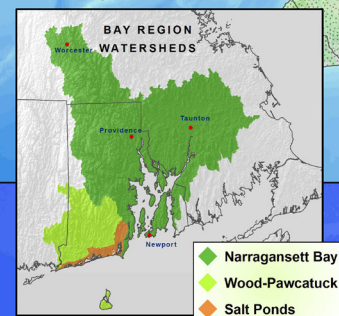 BAY REGION
WATERSHEDS
Worcester
Providence
Taunton
Newport
Narragansett Bay
Wood-Pawcatuck
Salt Ponds